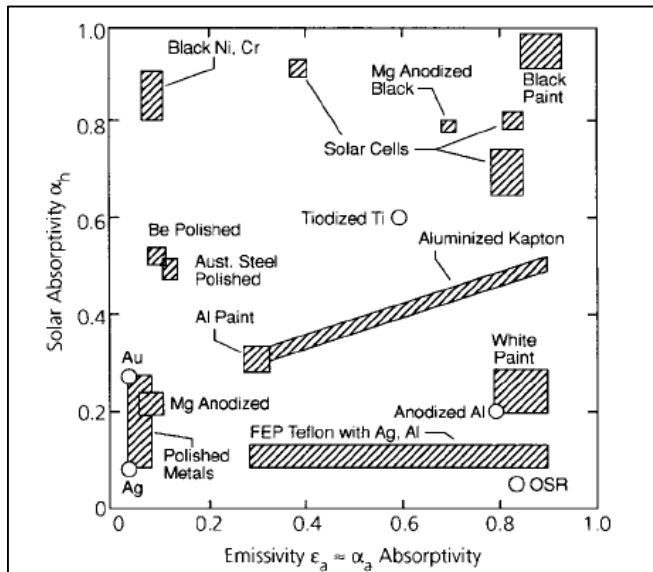 Black Ni, Cr
Mg Anodized
Black
Black
Paint
Solar Cells
Tiodized Ti
Be Polished
Aust. Steel
Polished
Aluminized Kapton
Al Paint
White
Paint
Au
Mg Anodized
Anodized Al
FEP Teflon with Ag, Al
Polished
Metals
Ag
OSR
1.0
0.8
0.6
0.4
0.2
0
Solar Absorptivity αh
0
0.2
0.4
0.6
0.8
1.0
Emissivity εa ≈ αa Absorptivity